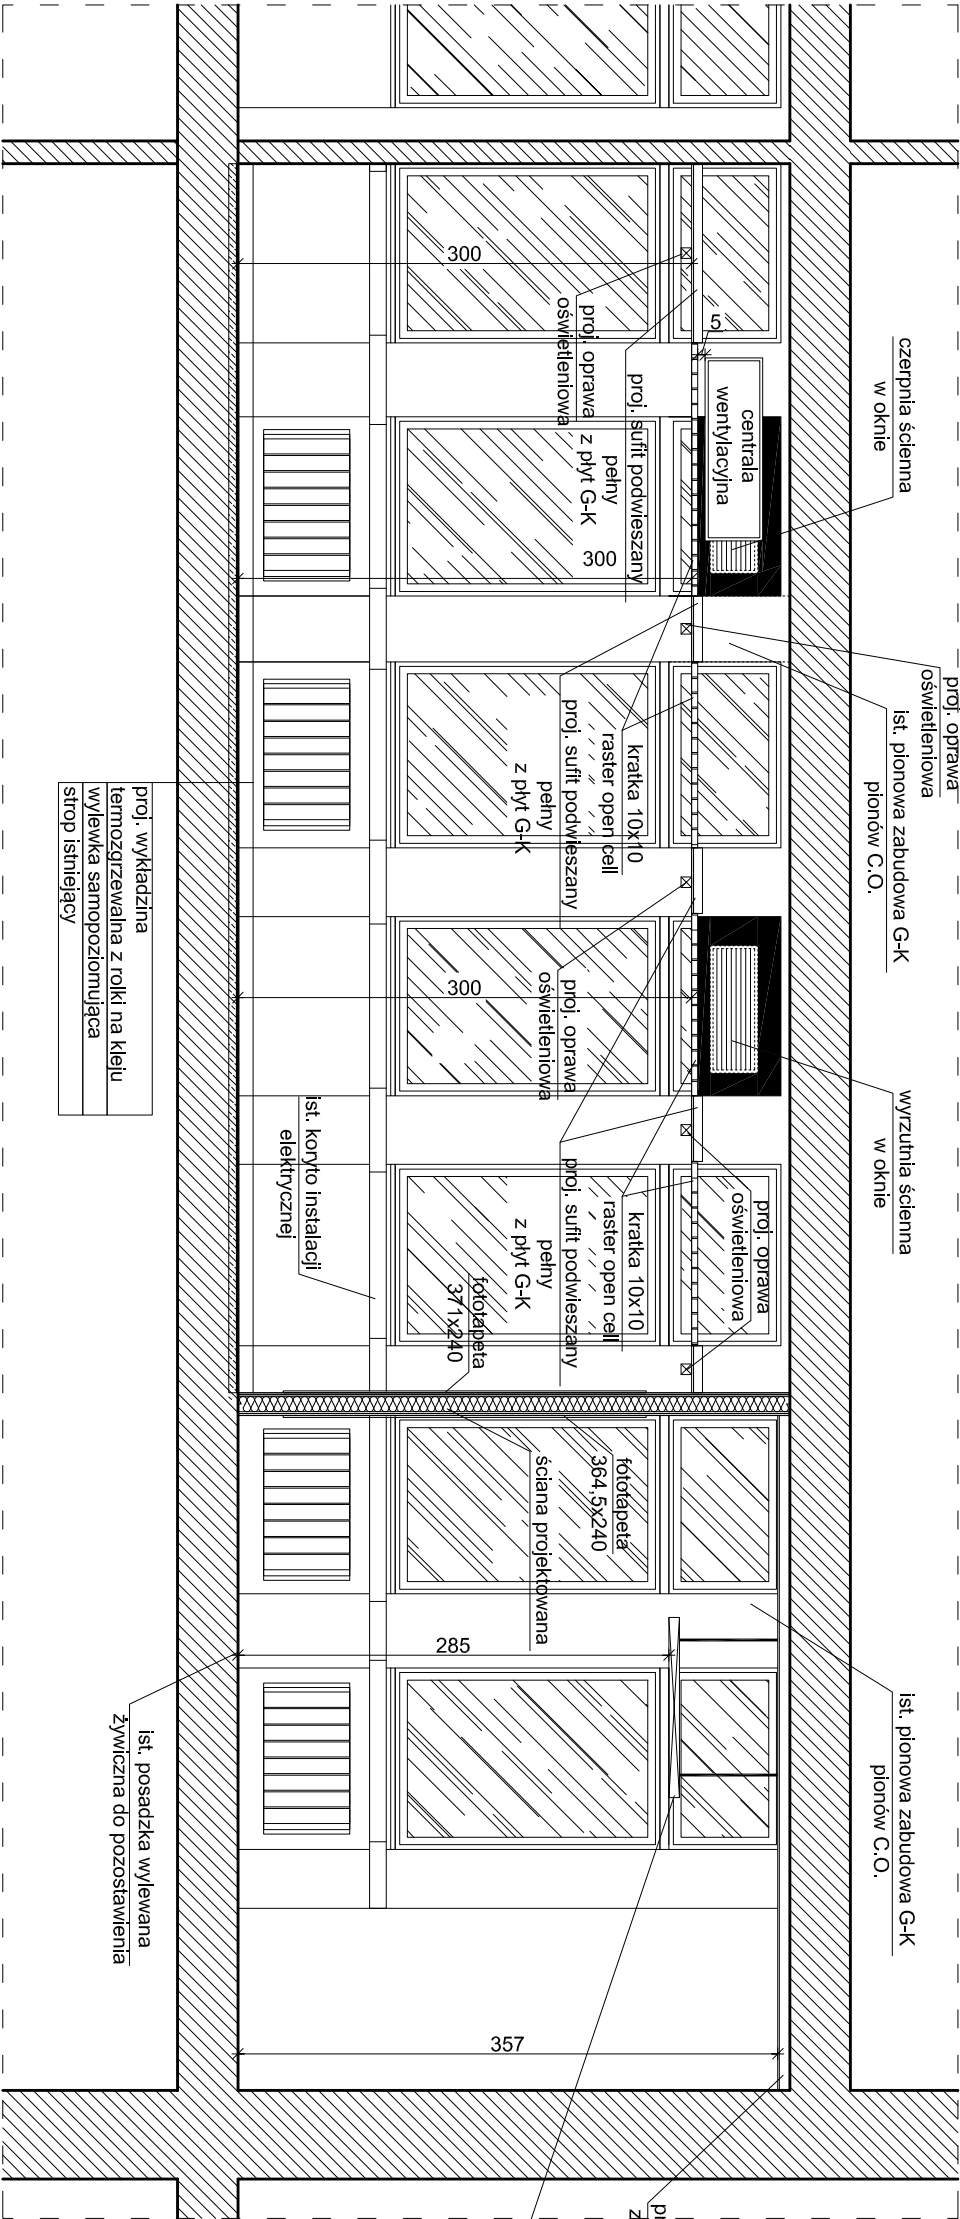 czerpnia ścienna
w oknie
proj. oprawa
oświetleniowa
ist. pionowa zabudowa G-K
pionów C.O.
wyrzutnia ścienna
w oknie
ist. pionowa zabudowa G-K
pionów C.O.
centrala
wentylacyjna
5
proj. oprawa
oświetleniowa
300
proj. oprawa
oświetleniowa
proj. sufit podwieszany
pełny
z płyt G-K
300
kratka 10x10
raster open cell
proj. sufit podwieszany
pełny
z płyt G-K
proj. oprawa
oświetleniowa
300
kratka 10x10
raster open cell
proj. sufit podwieszany
pełny
z płyt G-K
fototapeta
371x240
fototapeta
364,5x240
ściana projektowana
285
357
ist. koryto instalacji
elektrycznej
proj. wykładzina
termozgrzewalna z rolki na kleju
wylewka samopoziomująca
strop istniejący
ist. posadzka wylewana
żywiczna do pozostawienia